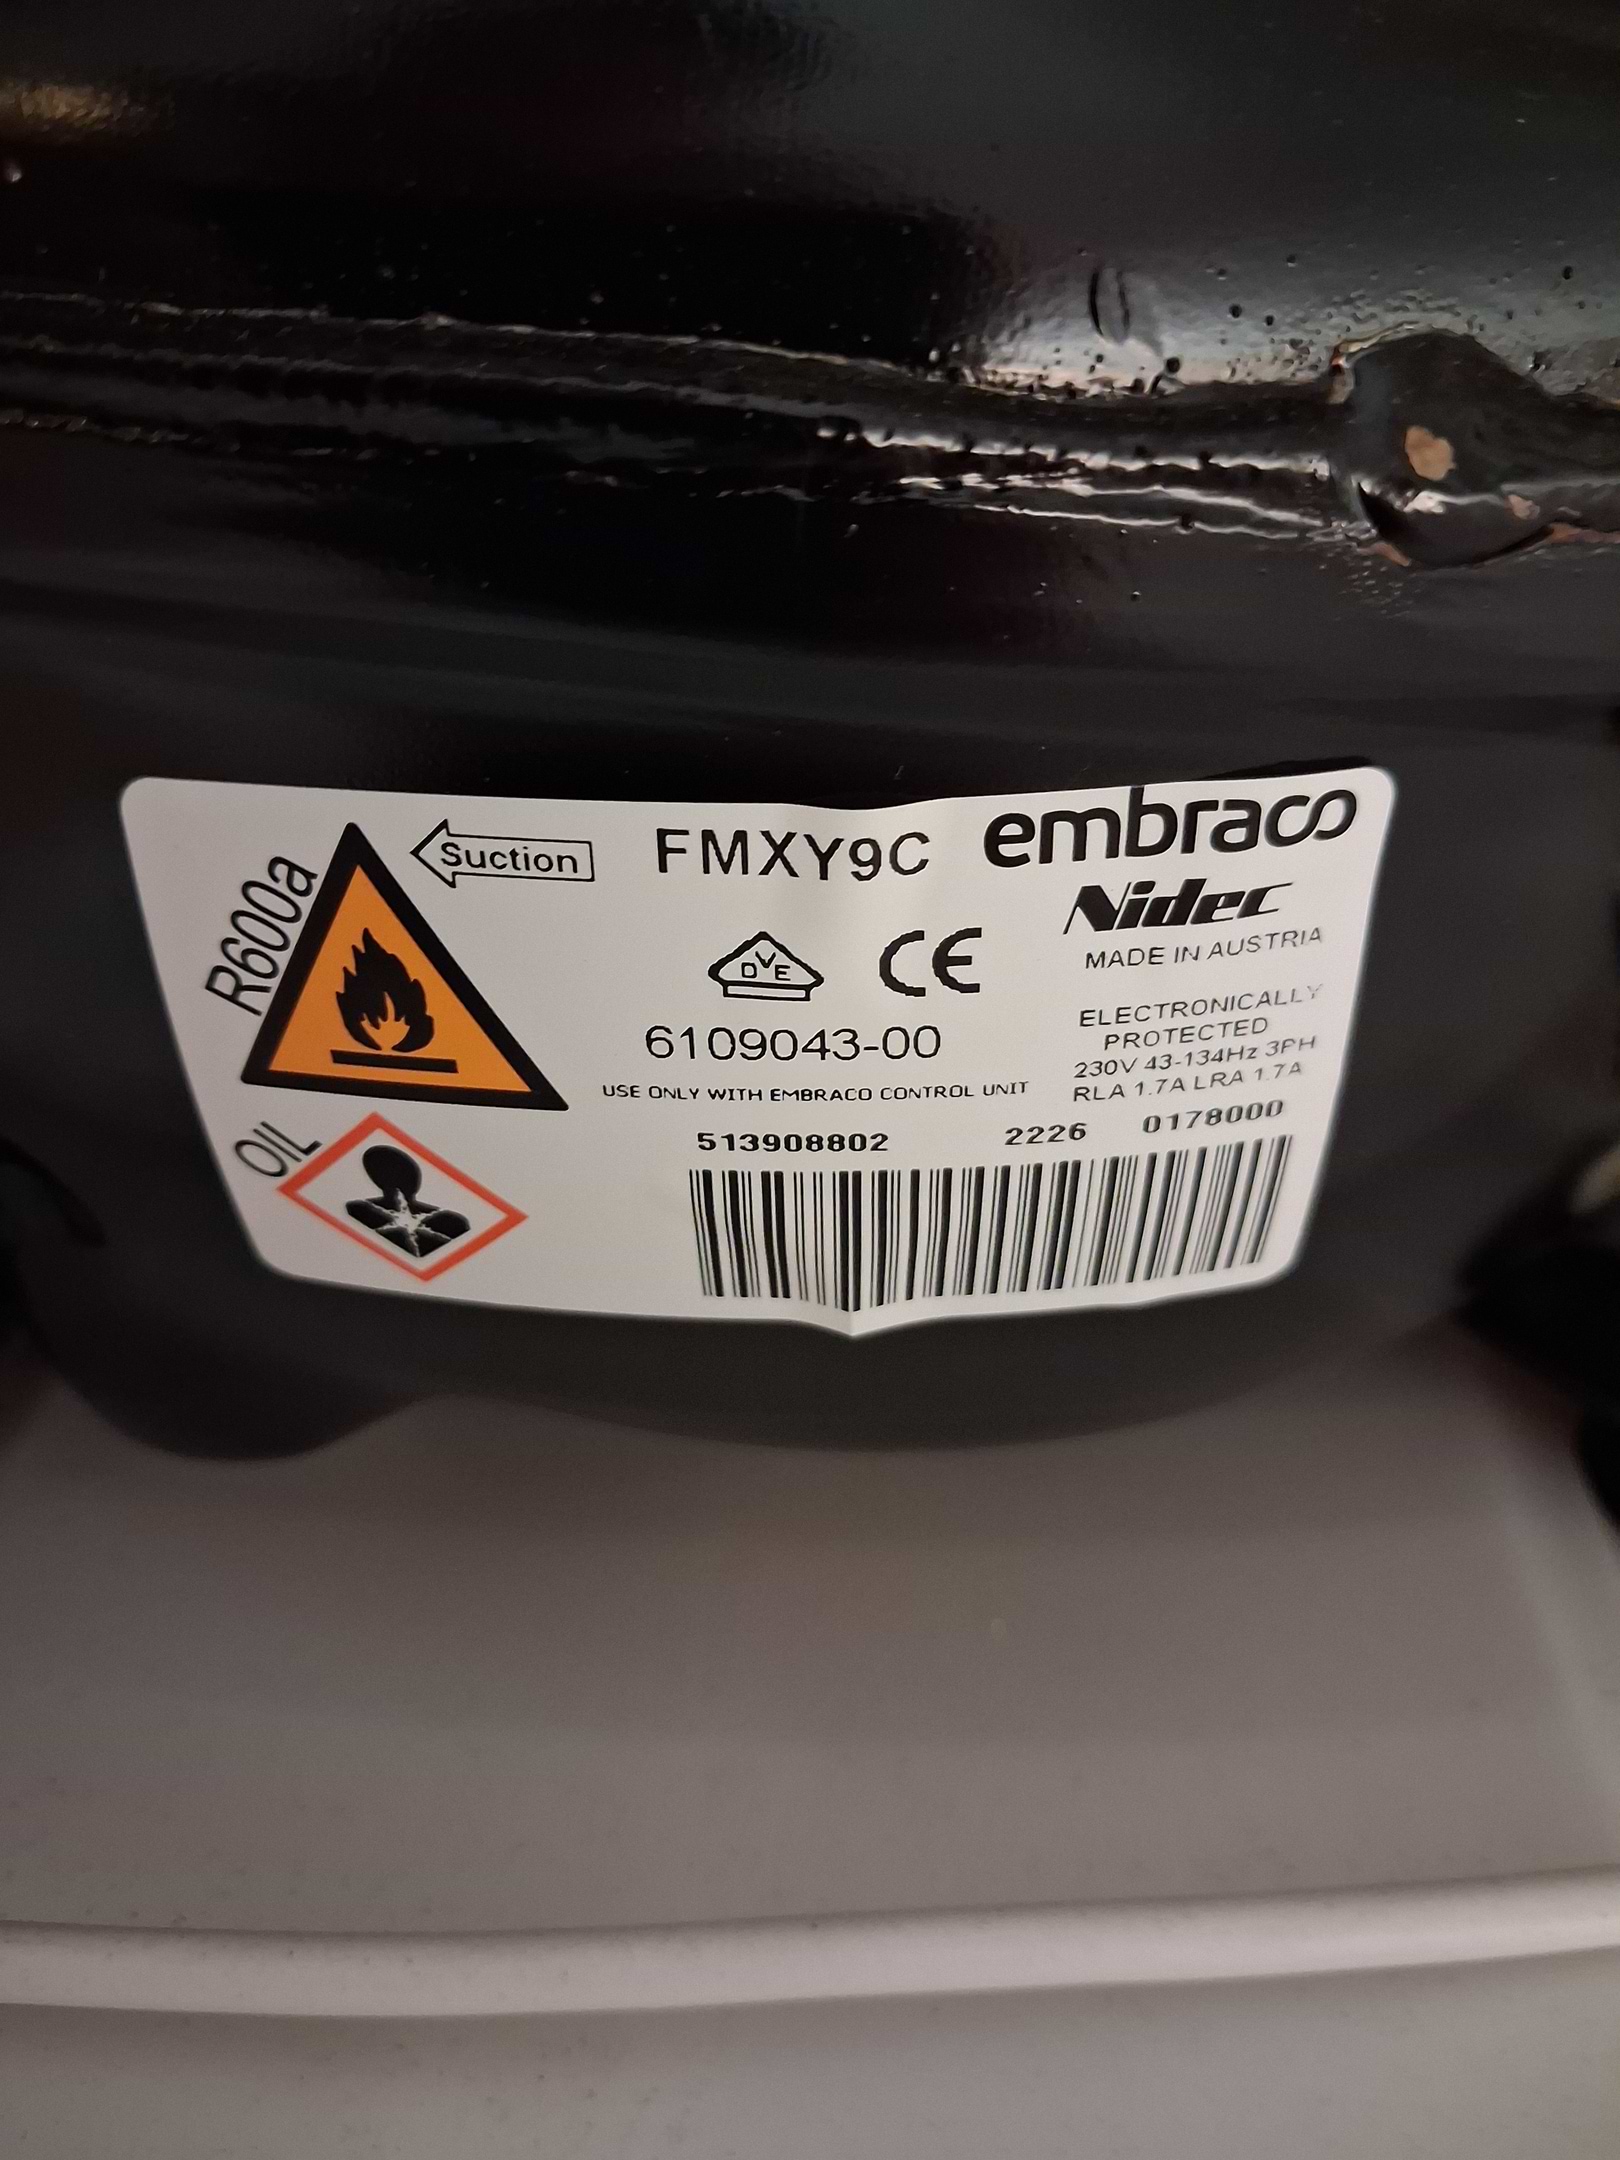 R600a
Suction
FMXY9C
embraco
Nidec
MADE IN AUSTRIA
DVE
CE
6109043-00
ELECTRONICALLY
PROTECTED
230V 43-134Hz 3PH
RLA 1.7A LRA 1.7A
USE ONLY WITH EMBRACO CONTROL UNIT
OIL
513908802 2226 0178000